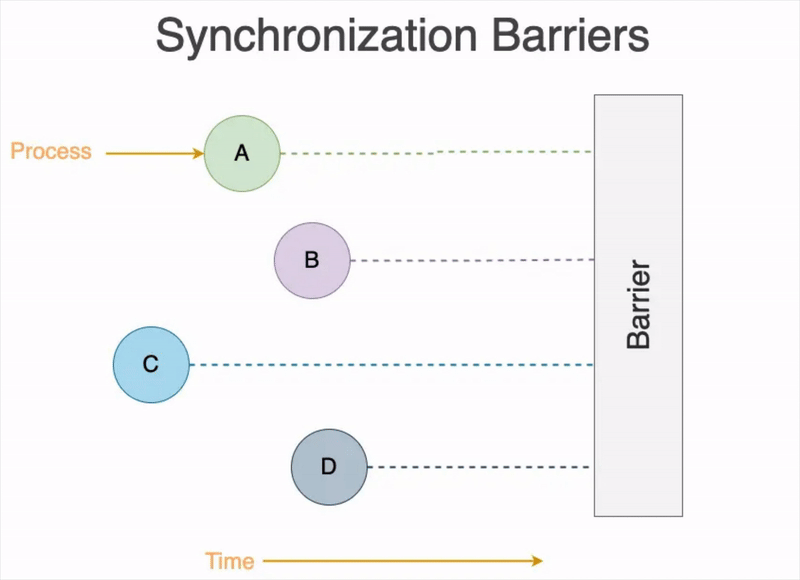 Synchronization Barriers
Process
A
B
C
D
Barrier
Time